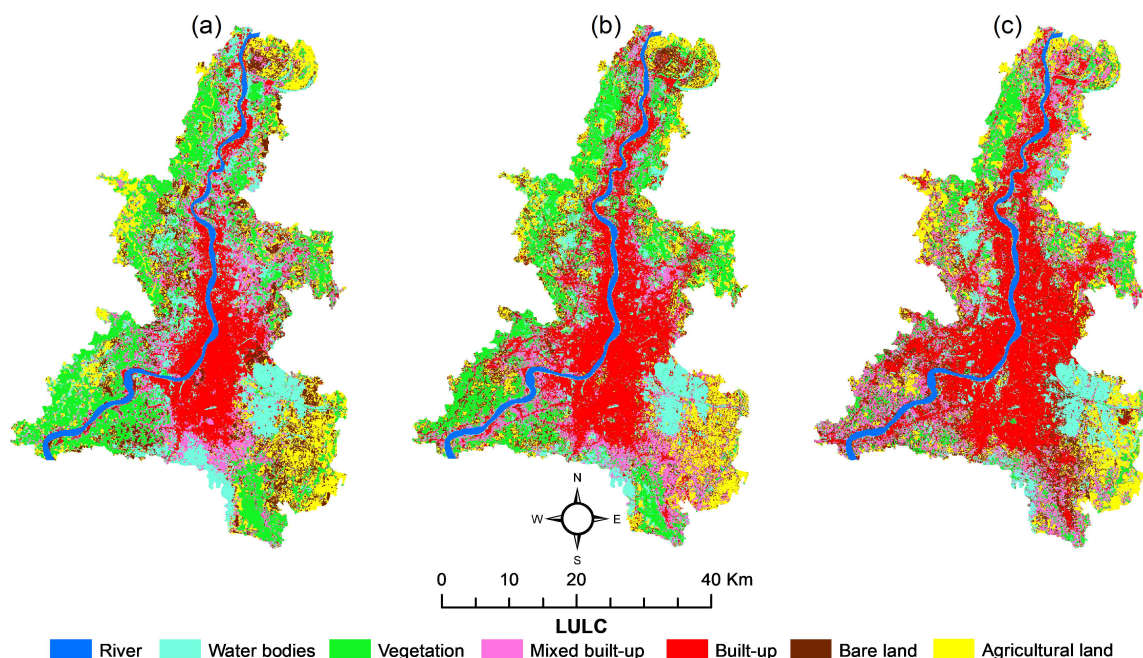 (a) (b) (c)
N
W E
S
0 10 20 40 Km
LULC
River Water bodies Vegetation Mixed built-up Built-up Bare land Agricultural land